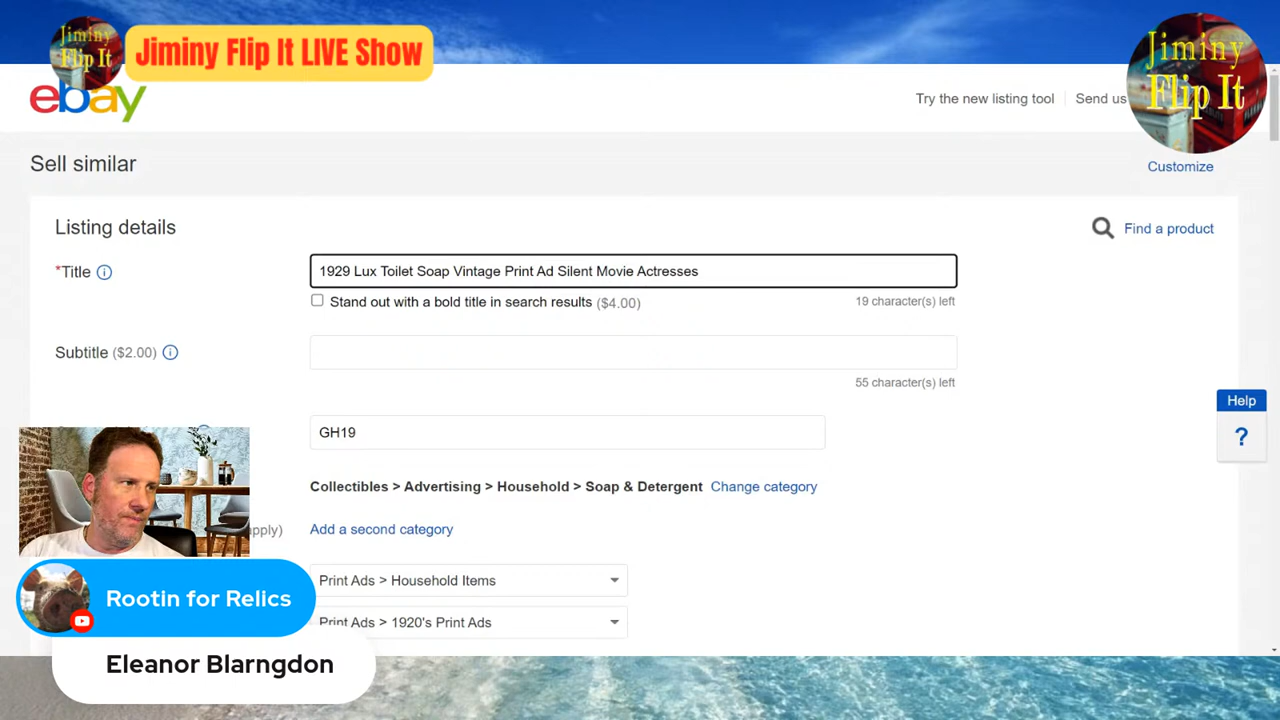 Jiminy
Flip It
Jiminy Flip It LIVE Show
Jiminy
Flip It
ebay
Try the new listing tool
Send us
Customize
Sell similar
Listing details
Find a product
*Title
1929 Lux Toilet Soap Vintage Print Ad Silent Movie Actresses
Stand out with a bold title in search results ($4.00)
19 character(s) left
Subtitle ($2.00)
55 character(s) left
Help
?
GH19
Collectibles > Advertising > Household > Soap & Detergent
Change category
Add a second category
Print Ads > Household Items
Print Ads > 1920's Print Ads
Rootin for Relics
Eleanor Blarngdon